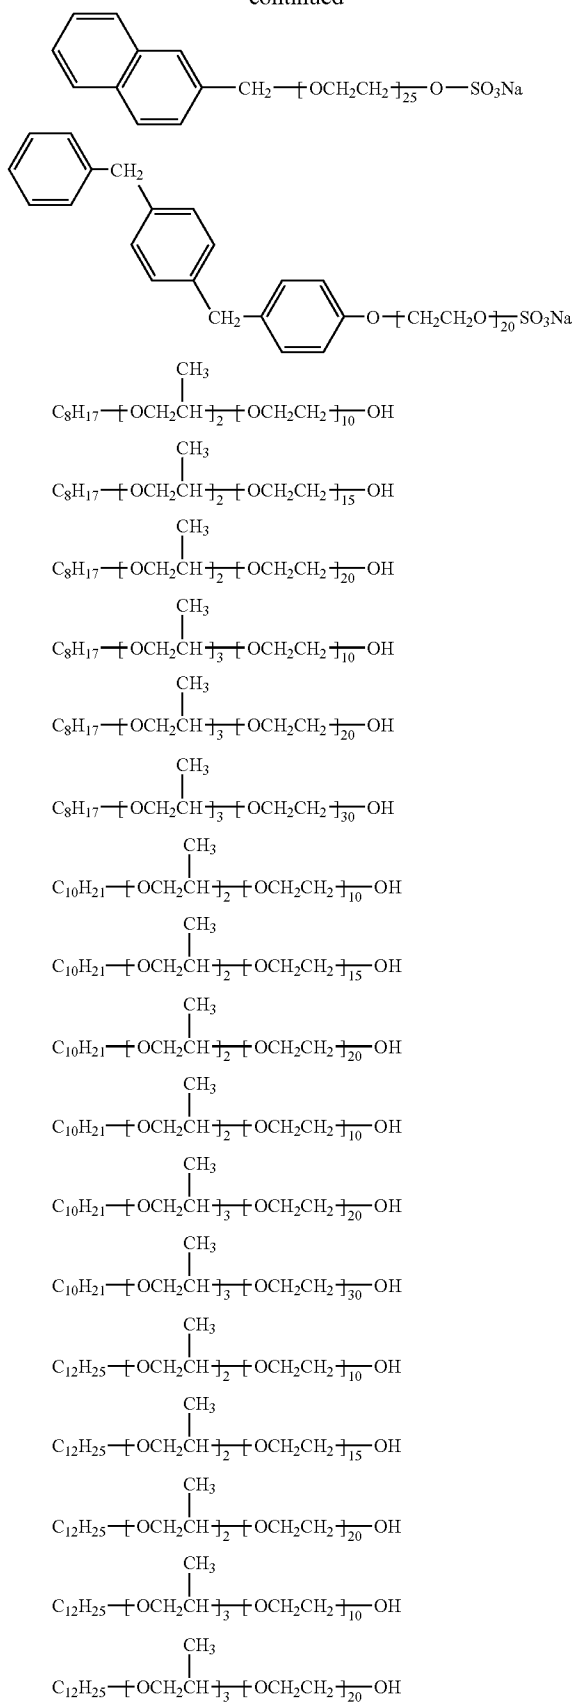 continued
CH₂—[OCH₂CH₂]₂₅—O—SO₃Na
CH₂
CH₂ O—[CH₂CH₂O]₂₀—SO₃Na
CH₃
C₈H₁₇—[OCH₂CH]₂—[OCH₂CH₂]₁₀—OH
CH₃
C₈H₁₇—[OCH₂CH]₂—[OCH₂CH₂]₁₅—OH
CH₃
C₈H₁₇—[OCH₂CH]₂—[OCH₂CH₂]₂₀—OH
CH₃
C₈H₁₇—[OCH₂CH]₃—[OCH₂CH₂]₁₀—OH
CH₃
C₈H₁₇—[OCH₂CH]₃—[OCH₂CH₂]₂₀—OH
CH₃
C₈H₁₇—[OCH₂CH]₃—[OCH₂CH₂]₃₀—OH
CH₃
C₁₀H₂₁—[OCH₂CH]₂—[OCH₂CH₂]₁₀—OH
CH₃
C₁₀H₂₁—[OCH₂CH]₂—[OCH₂CH₂]₁₅—OH
CH₃
C₁₀H₂₁—[OCH₂CH]₂—[OCH₂CH₂]₂₀—OH
CH₃
C₁₀H₂₁—[OCH₂CH]₂—[OCH₂CH₂]₁₀—OH
CH₃
C₁₀H₂₁—[OCH₂CH]₃—[OCH₂CH₂]₂₀—OH
CH₃
C₁₀H₂₁—[OCH₂CH]₃—[OCH₂CH₂]₃₀—OH
CH₃
C₁₂H₂₅—[OCH₂CH]₂—[OCH₂CH₂]₁₀—OH
CH₃
C₁₂H₂₅—[OCH₂CH]₂—[OCH₂CH₂]₁₅—OH
CH₃
C₁₂H₂₅—[OCH₂CH]₂—[OCH₂CH₂]₂₀—OH
CH₃
C₁₂H₂₅—[OCH₂CH]₃—[OCH₂CH₂]₁₀—OH
CH₃
C₁₂H₂₅—[OCH₂CH]₃—[OCH₂CH₂]₂₀—OH